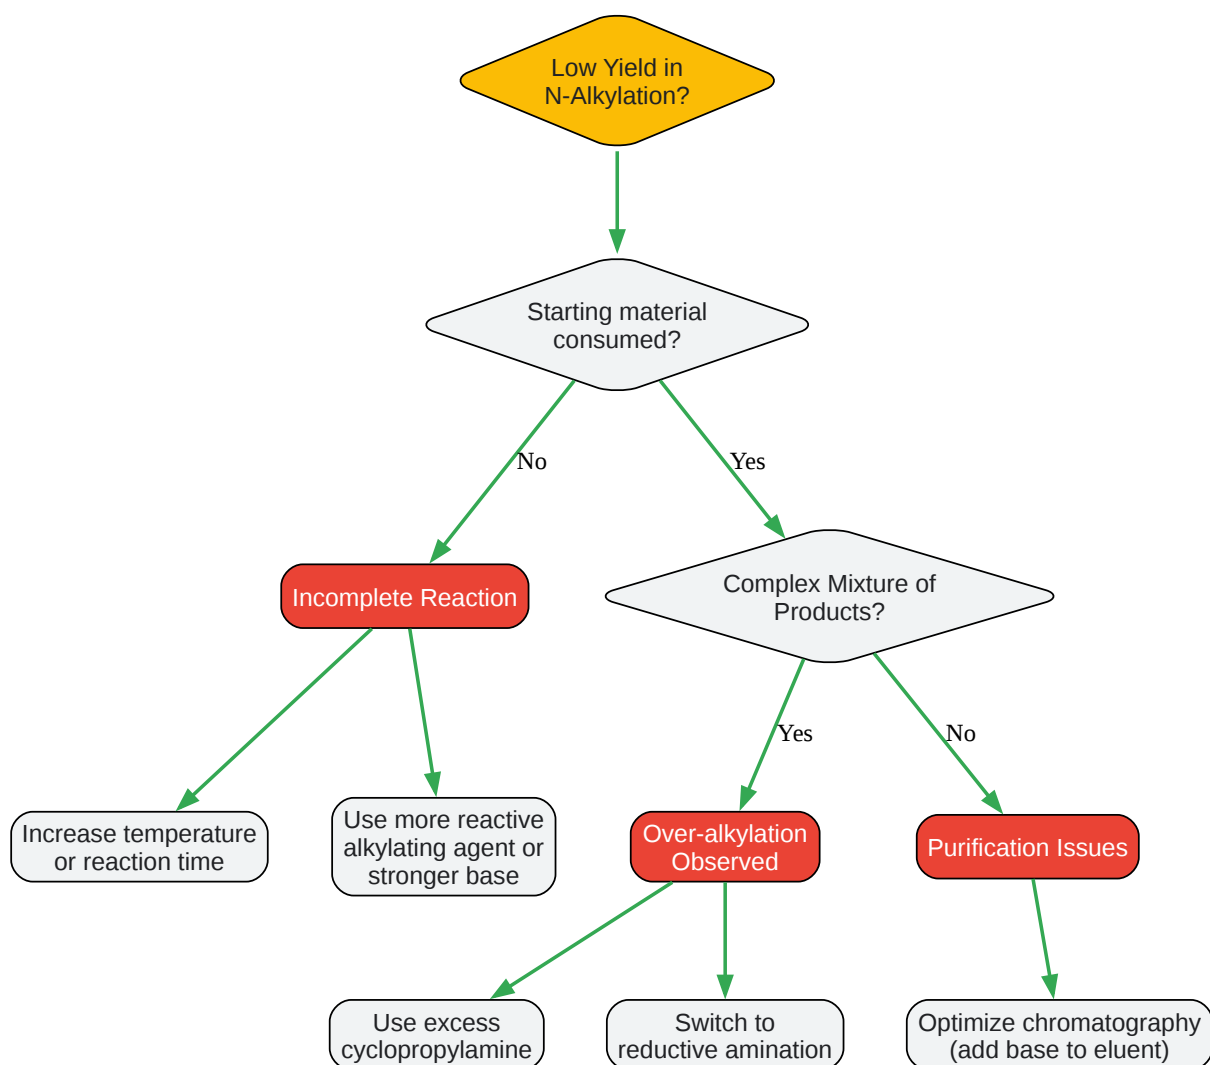 Low Yield in
N-Alkylation?
Starting material
consumed?
No
Yes
Incomplete Reaction
Complex Mixture of
Products?
Yes
No
Increase temperature
or reaction time
Use more reactive
alkylating agent or
stronger base
Over-alkylation
Observed
Purification Issues
Use excess
cyclopropylamine
Switch to
reductive amination
Optimize chromatography
(add base to eluent)